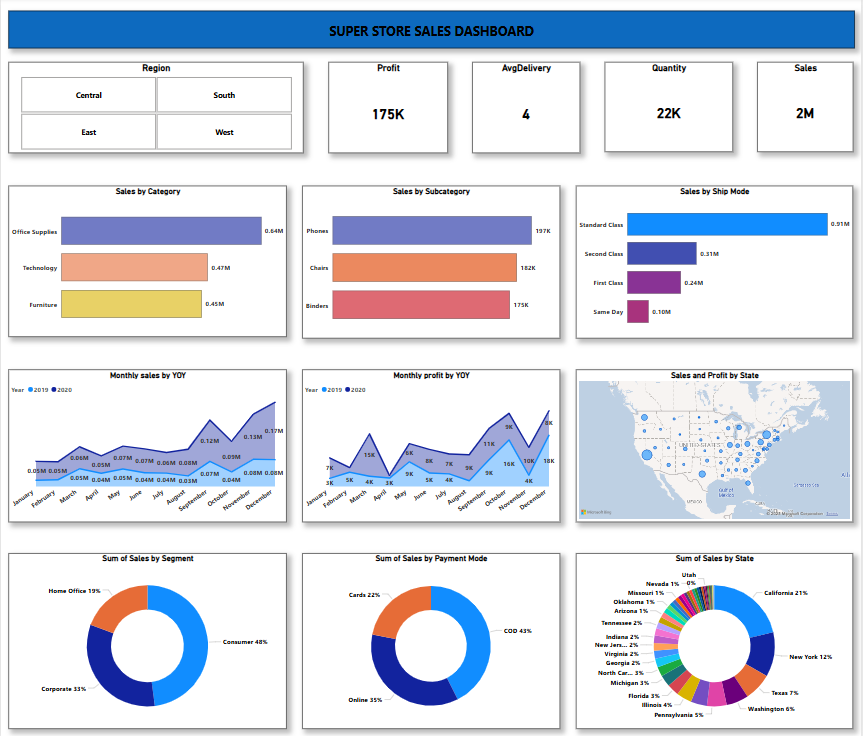 SUPER STORE SALES DASHBOARD
Region
Central
South
East
West
Profit
175K
AvgDelivery
4
Quantity
22K
Sales
2M
Sales by Category
Office Supplies
0.64M
Technology
0.47M
Furniture
0.45M
Sales by Subcategory
Phones
197K
Chairs
182K
Binders
175K
Sales by Ship Mode
Standard Class
0.91M
Second Class
0.31M
First Class
0.24M
Same Day
0.10M
Monthly sales by YOY
Year 2019 2020
0.05M 0.05M 0.06M 0.05M 0.07M 0.07M 0.06M 0.08M 0.12M 0.09M 0.13M 0.17M
0.05M 0.04M 0.05M 0.04M 0.04M 0.03M 0.07M 0.04M 0.08M 0.08M
January February March April May June July August September October November December
Monthly profit by YOY
Year 2019 2020
7K 15K 6K 8K 7K 9K 11K 9K 10K 8K
3K 5K 4K 3K 9K 5K 4K 9K 9K 16K 4K 18K
January February March April May June July August September October November December
Sales and Profit by State
UNITED STATES
Gulf of
Mexico
MEXICO
Sargasso Sea
Microsoft Bing
Sum of Sales by Segment
Home Office 19%
Consumer 48%
Corporate 33%
Sum of Sales by Payment Mode
Cards 22%
COD 43%
Online 35%
Sum of Sales by State
Utah
0%
Nevada 1%
Missouri 1%
Oklahoma 1%
Arizona 1%
Tennessee 2%
Indiana 2%
New Jers... 2%
Virginia 2%
Georgia 2%
North Car... 3%
Michigan 3%
Florida 3%
Illinois 4%
Pennsylvania 5%
Washington 6%
Texas 7%
New York 12%
California 21%